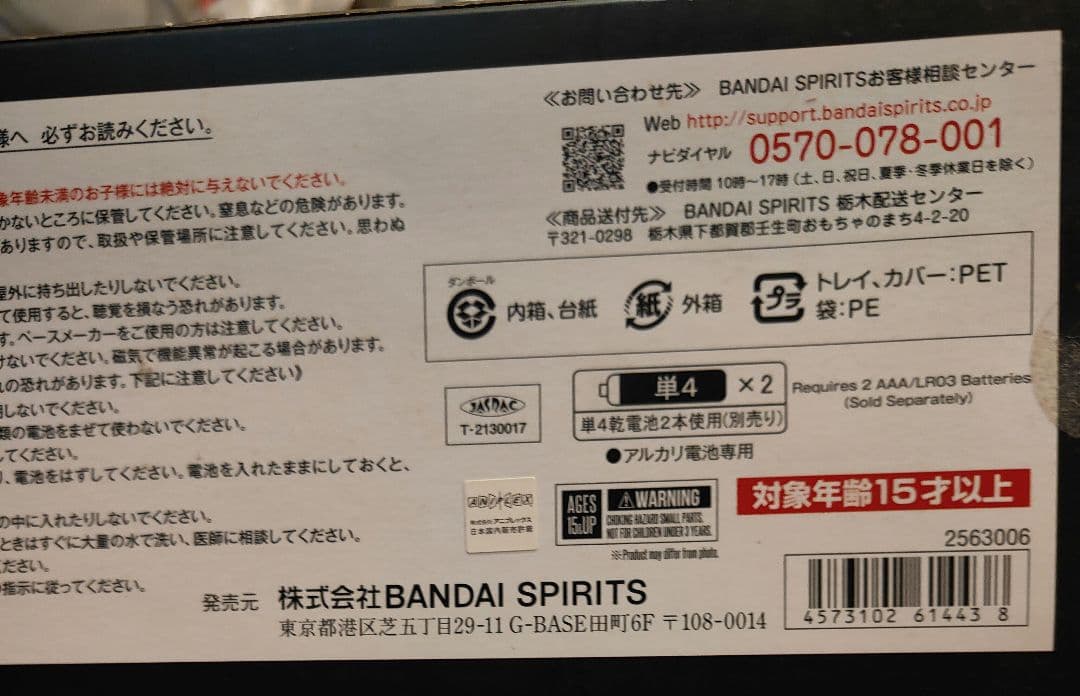 様へ 必ずお読みください。
象年齢未満のお子様には絶対に与えないでください。
かないところに保管してください。窒息などの危険があります。
ありますので、取扱や保管場所に注意してください。思わぬ
屋外に持ち出したりしないでください。
て使用すると、聴覚を損なう恐れがあります。
す。ペースメーカーをご使用の方は注意してください。
けないでください。磁気で機能異常が起こる場合があります。
れの恐れがあります。下記に注意してください》
用しないでください。
類の電池をまぜて使わないでください。
してください。
り、電池をはずしてください。電池を入れたままにしておくと、
の中に入れたりしないでください。
ときはすぐに大量の水で洗い、医師に相談してください。
ください。
指示に従ってください。
≪お問い合わせ先≫ BANDAI SPIRITSお客様相談センター
Web http://support.bandaispirits.co.jp
ナビダイヤル 0570-078-001
●受付時間 10時〜17時(土、日、祝日、夏季・冬季休業日を除く)
≪商品送付先≫ BANDAI SPIRITS 栃木配送センター
〒321-0298 栃木県下都賀郡壬生町おもちゃのまち4-2-20
ダンボール
内箱、台紙
紙 外箱
プラ トレイ、カバー:PET
袋:PE
JASRAC
T-2130017
単4 ×2
単4乾電池2本使用(別売り)
Requires 2 AAA/LR03 Batteries
(Sold Separately)
●アルカリ電池専用
ANIPLEX
株式会社アニプレックス
日本国内販売許諾
AGES
15 & UP
WARNING
CHOKING HAZARD SMALL PARTS.
NOT FOR CHILDREN UNDER 3 YEARS.
※Product may differ from photo.
対象年齢15才以上
2563006
4573102 61443 8
発売元 株式会社BANDAI SPIRITS
東京都港区芝五丁目29-11 G-BASE田町6F 〒108-0014